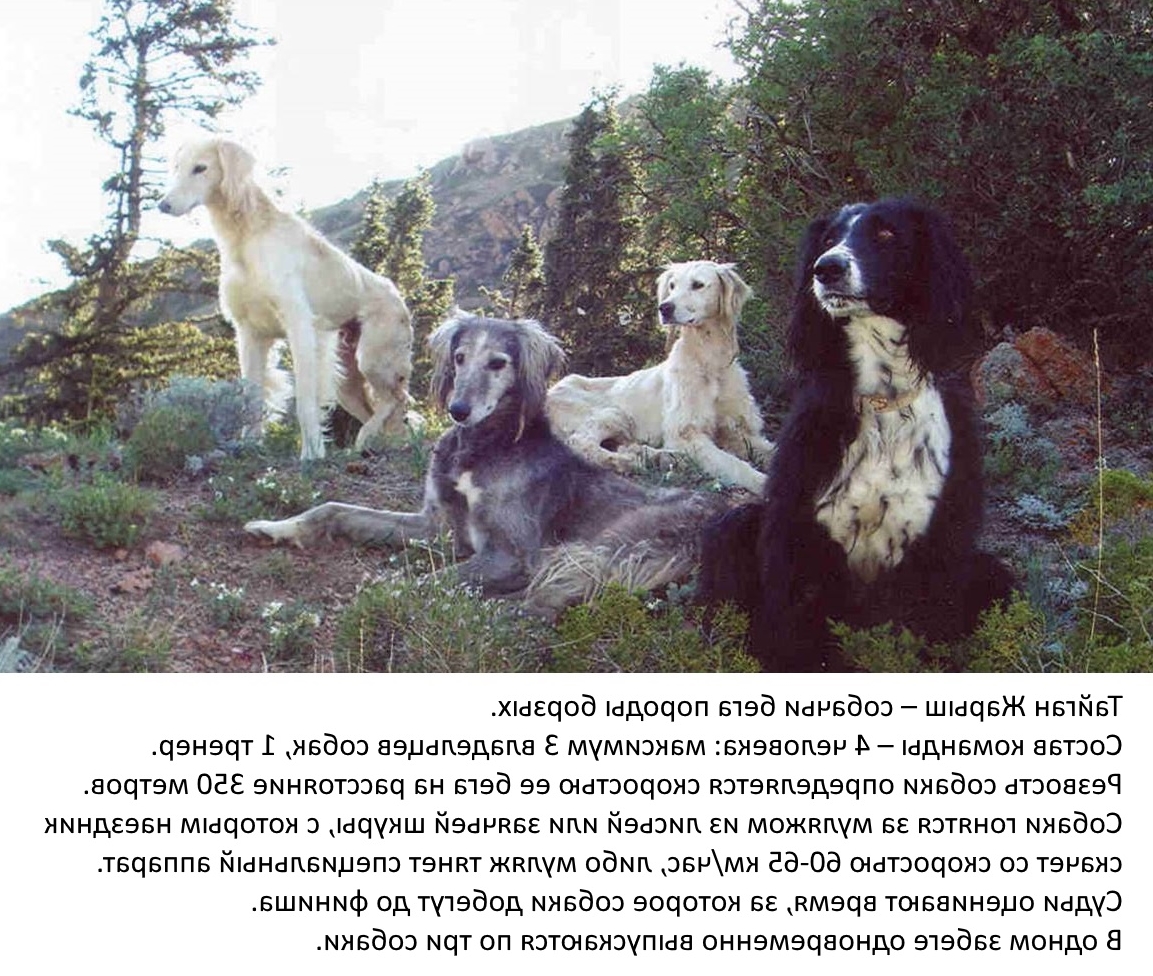 Тайган Жарыш – собачьи бега породы борзых.
Состав команды – 4 человека: максимум 3 владельцев собак, 1 тренер.
Резвость собаки определяется скоростью ее бега на расстояние 350 метров.
Собаки гонятся за муляжом из лисьей или заячьей шкуры, с которым наездник
скачет со скоростью 60-65 км/час, либо муляж тянет специальный аппарат.
Судьи оценивают время, за которое собаки добегут до финиша.
В одном забеге одновременно выпускаются по три собаки.